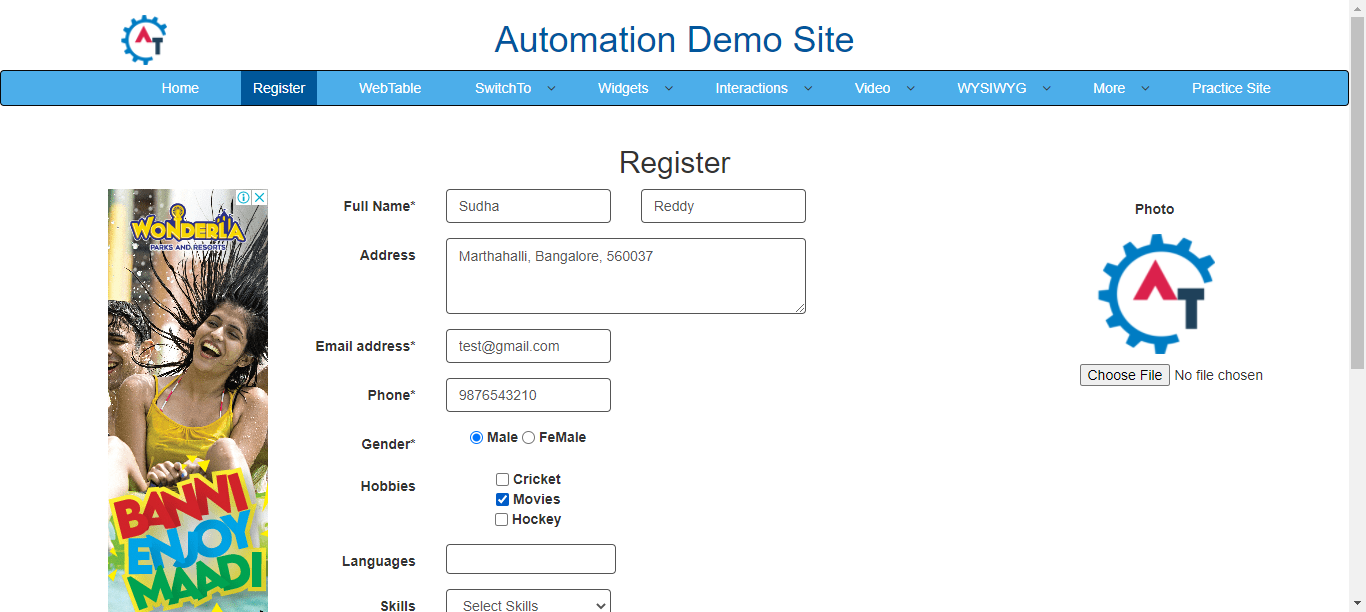 AT
Automation Demo Site
Home Register WebTable SwitchTo Widgets Interactions Video WYSIWYG More Practice Site
Register
WONDERLA
PARKS AND RESORTS
BANNI
ENJOY
MAADI
Full Name* Sudha Reddy
Address Marthahalli, Bangalore, 560037
Email address* test@gmail.com
Phone* 9876543210
Gender* Male FeMale
Hobbies Cricket
Movies
Hockey
Languages
Skills Select Skills
Photo
AT
Choose File No file chosen